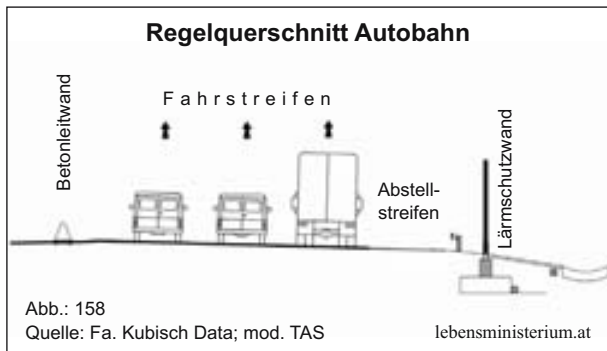 Regelquerschnitt Autobahn
Fahrstreifen
Betonleitwand
Abstell-
streifen
Lärmschutzwand
Abb.: 158
Quelle: Fa. Kubisch Data; mod. TAS
lebensministerium.at